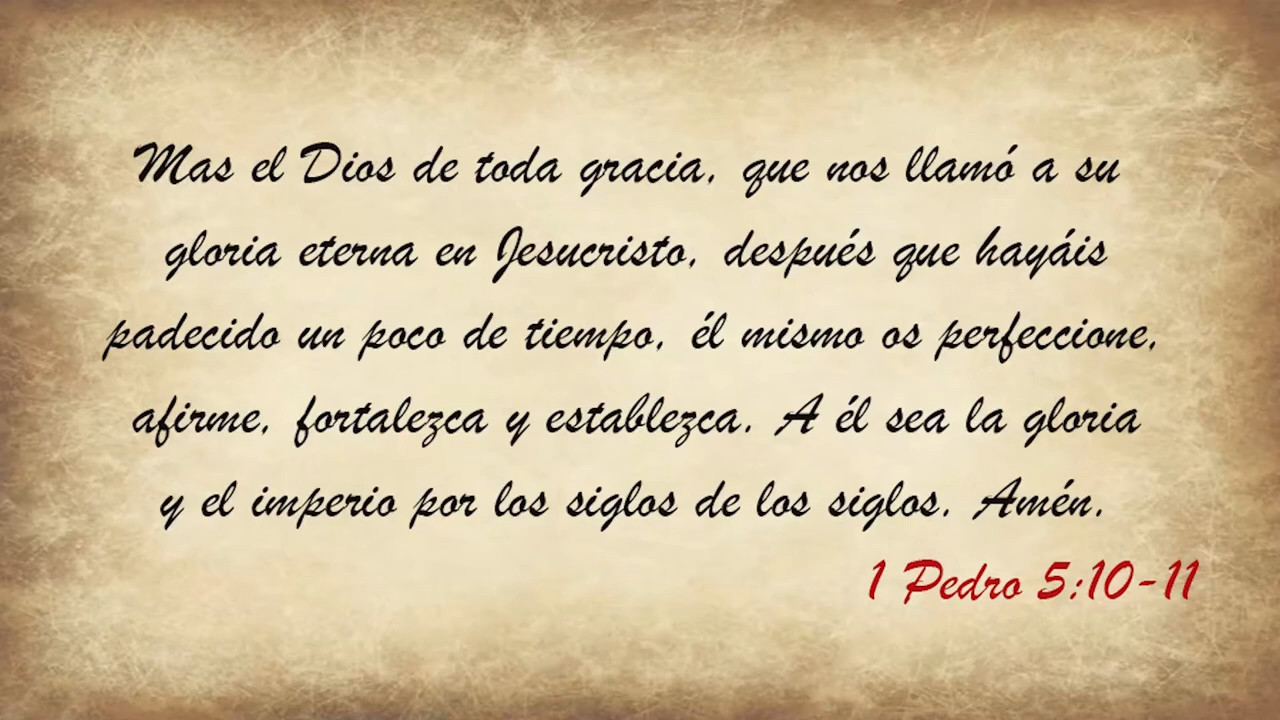 Mas el Dios de toda gracia, que nos llamó a su
gloria eterna en Jesucristo, después que hayáis
padecido un poco de tiempo, él mismo os perfeccione,
afirme, fortalezca y establezca. A él sea la gloria
y el imperio por los siglos de los siglos. Amén.
1 Pedro 5:10-11